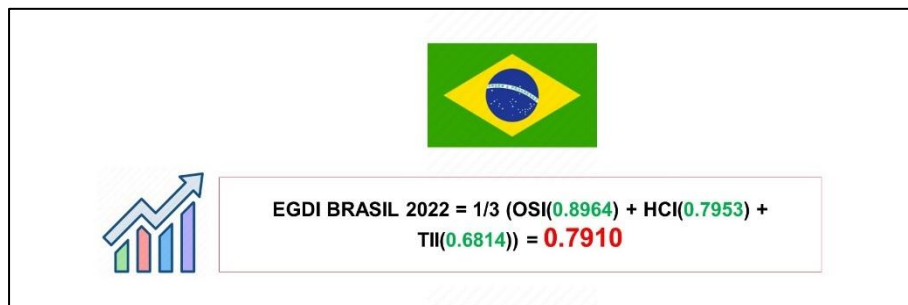 EGDI BRASIL 2022 = 1/3 (OSI(0.8964) + HCI(0.7953) +
TII(0.6814)) = 0.7910